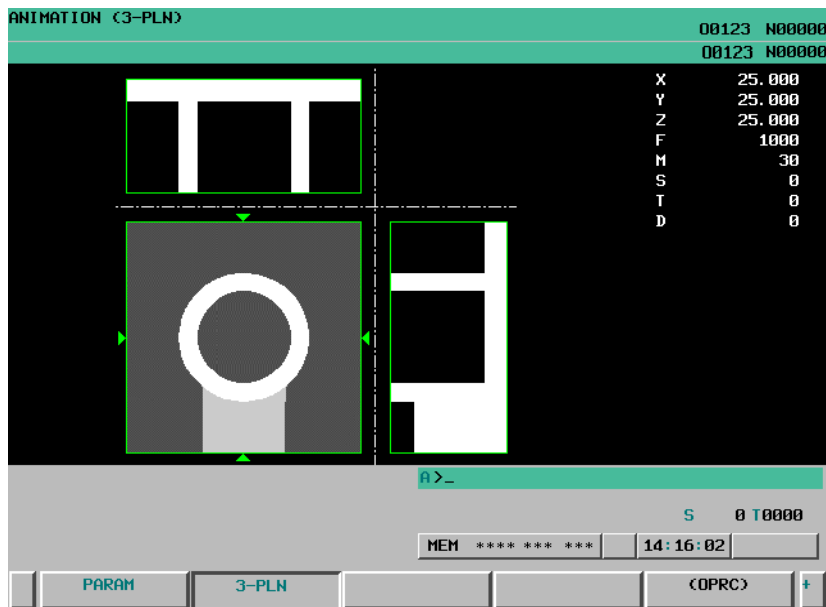 ANIMATION (3-PLN)
O0123 N00000
O0123 N00000
X 25.000
Y 25.000
Z 25.000
F 1000
M 30
S 0
T 0
D 0
A>_
S 0 T0000
MEM **** *** *** 14:16:02
PARAM 3-PLN (OPRC) +